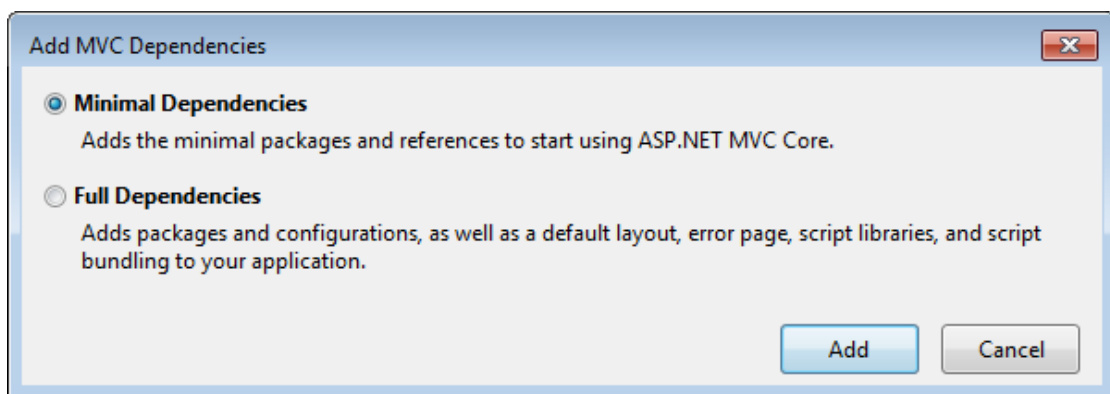 Add MVC Dependencies
Minimal Dependencies
Adds the minimal packages and references to start using ASP.NET MVC Core.
Full Dependencies
Adds packages and configurations, as well as a default layout, error page, script libraries, and script
bundling to your application.
Add Cancel